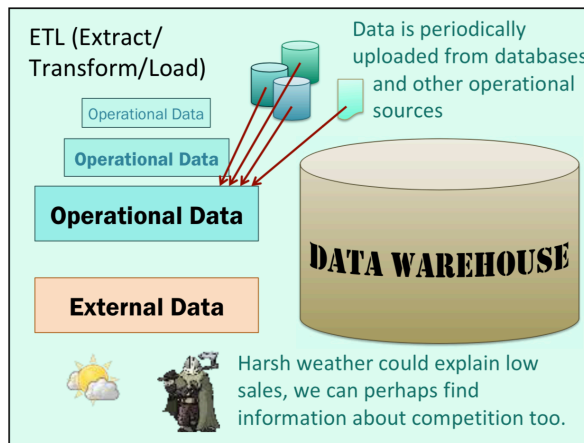 ETL (Extract/
Transform/Load)
Data is periodically
uploaded from databases
and other operational
sources
Operational Data
Operational Data
Operational Data
DATA WAREHOUSE
External Data
Harsh weather could explain low
sales, we can perhaps find
information about competition too.